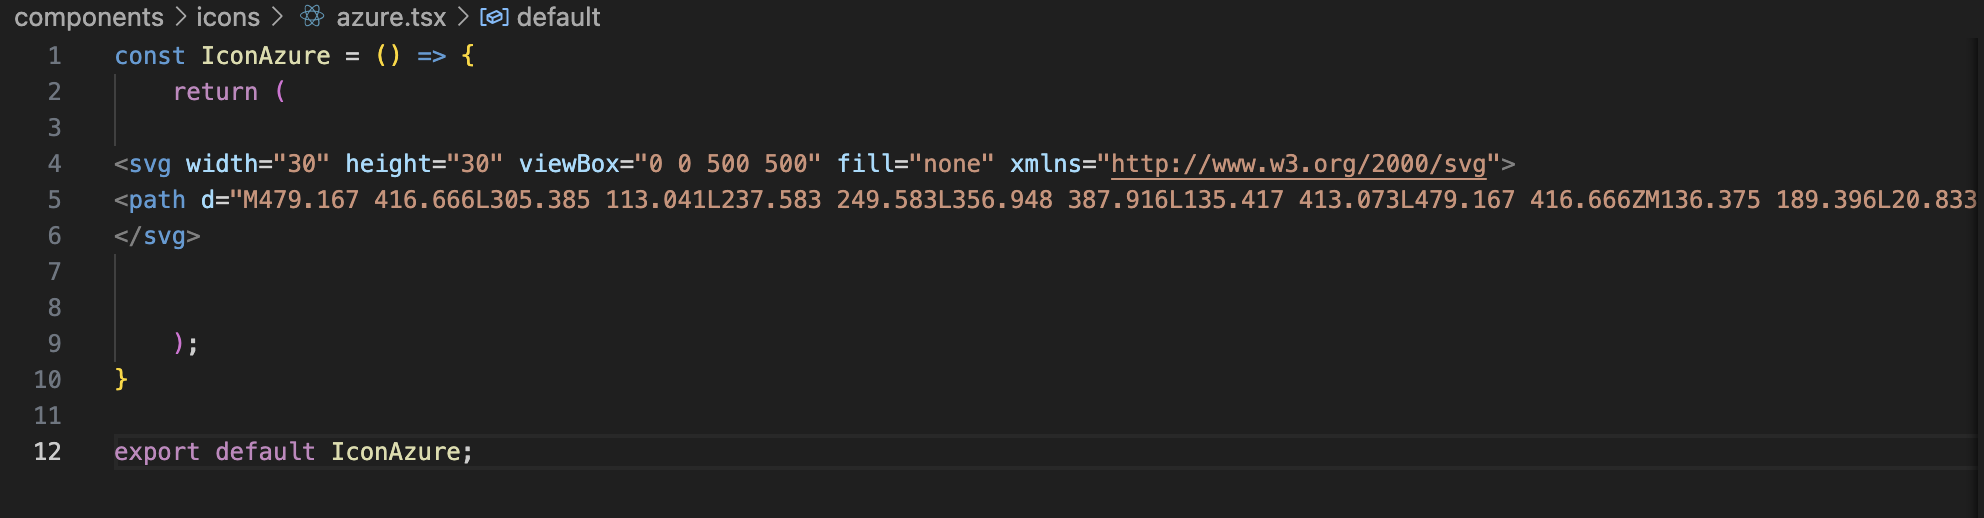 components > icons > azure.tsx > default
1 const IconAzure = () => {
2 return (
3
4 <svg width="30" height="30" viewBox="0 0 500 500" fill="none" xmlns="http://www.w3.org/2000/svg">
5 <path d="M479.167 416.666L305.385 113.041L237.583 249.583L356.948 387.916L135.417 413.073L479.167 416.666ZM136.375 189.396L20.833
6 </svg>
7
8
9 );
10 }
11
12 export default IconAzure;